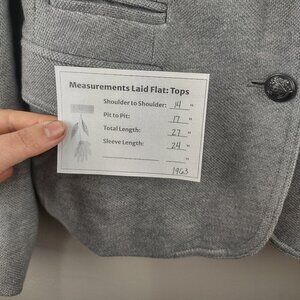 Measurements Laid Flat: Tops
Shoulder to Shoulder: 14 "
Pit to Pit: 17 "
Total Length: 27 "
Sleeve Length: 24 "
"
1963